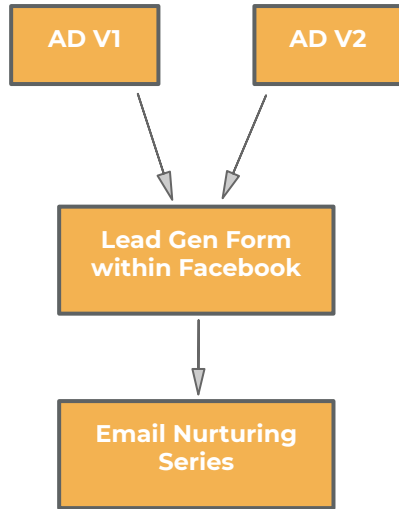 AD V1
AD V2
Lead Gen Form
within Facebook
Email Nurturing
Series